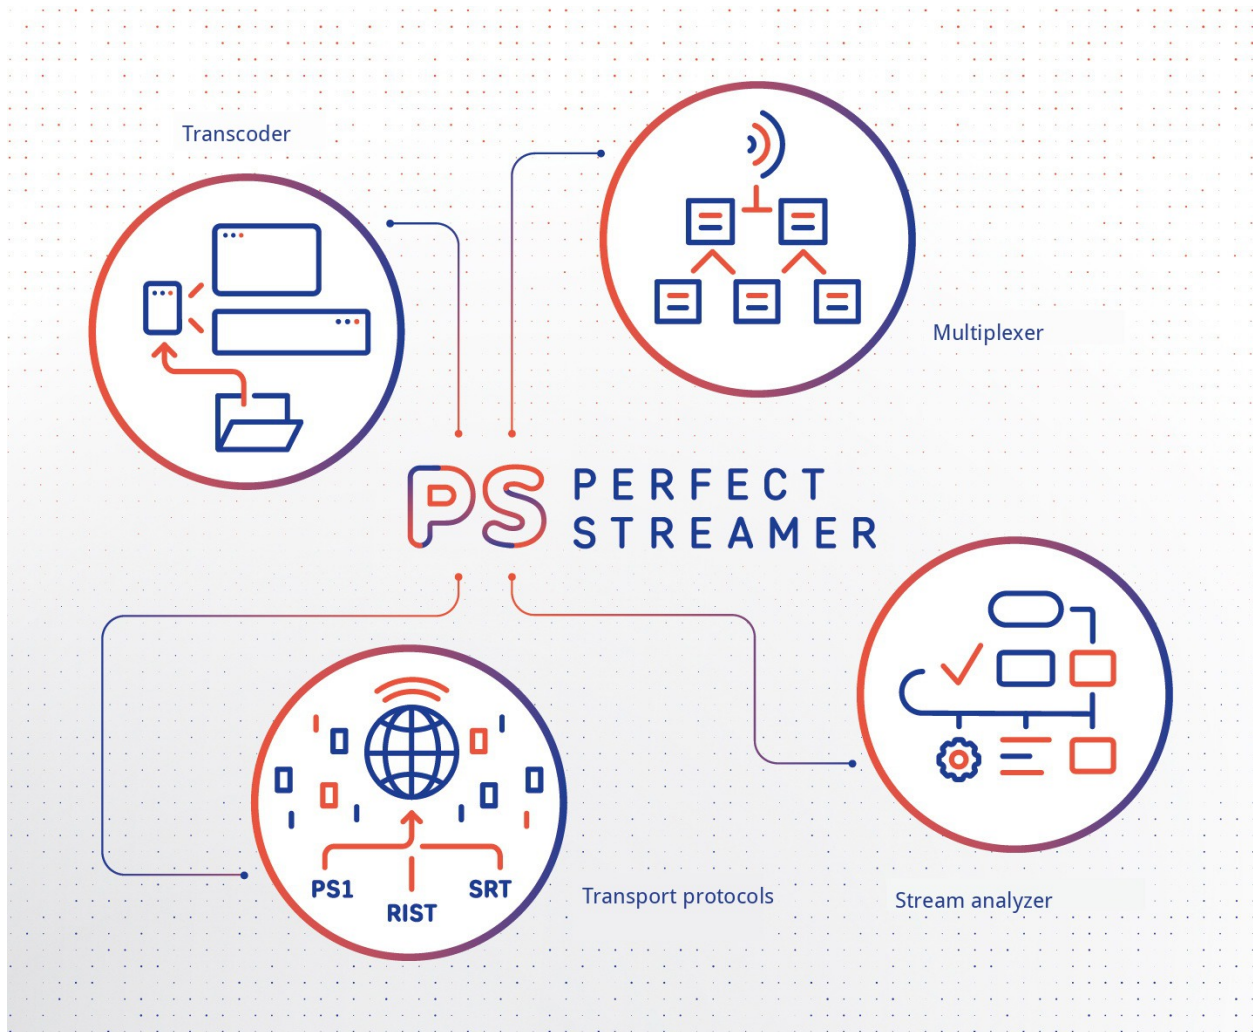 Transcoder
Multiplexer
PS PERFECT
STREAMER
PS1
RIST
SRT
Transport protocols
Stream analyzer